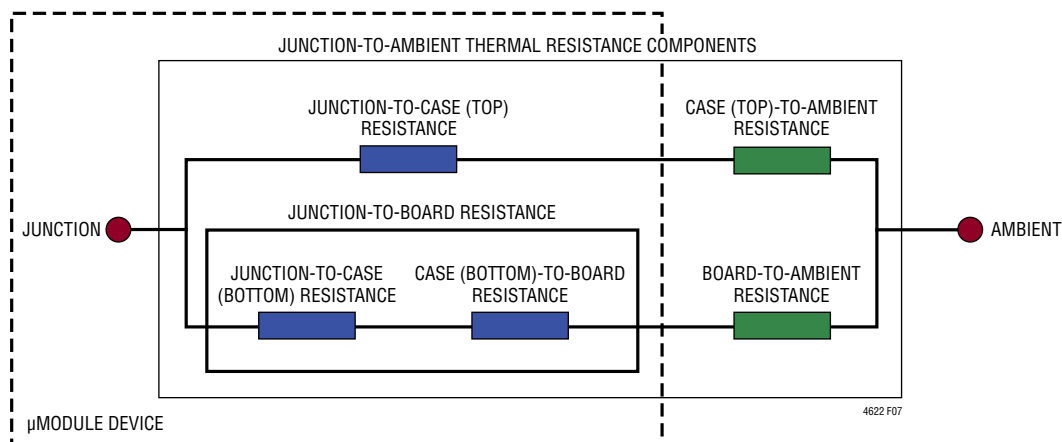 JUNCTION-TO-AMBIENT THERMAL RESISTANCE COMPONENTS
JUNCTION-TO-CASE (TOP)
RESISTANCE
CASE (TOP)-TO-AMBIENT
RESISTANCE
JUNCTION-TO-BOARD RESISTANCE
JUNCTION
AMBIENT
JUNCTION-TO-CASE
(BOTTOM) RESISTANCE
CASE (BOTTOM)-TO-BOARD
RESISTANCE
BOARD-TO-AMBIENT
RESISTANCE
4622 F07
µMODULE DEVICE